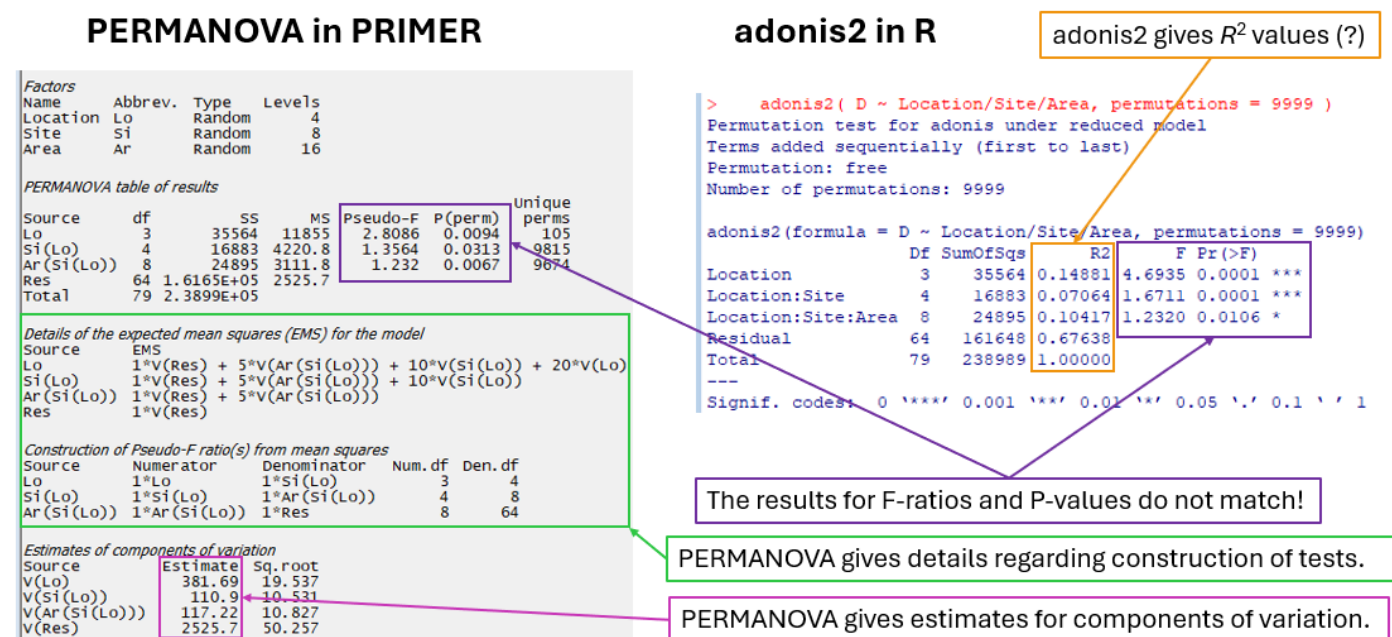 PERMANOVA in PRIMER
adonis2 in R
adonis2 gives R² values (?)
Factors
Name Abbrev. Type Levels
Location Lo Random 4
Site Si Random 8
Area Ar Random 16
PERMANOVA table of results
Unique
Source df SS MS Pseudo-F P(perm) perms
Lo 3 35564 11855 2.8086 0.0094 105
Si(Lo) 4 16883 4220.8 1.3564 0.0313 9815
Ar(Si(Lo)) 8 24895 3111.8 1.232 0.0067 9674
Res 64 1.6165E+05 2525.7
Total 79 2.3899E+05
Details of the expected mean squares (EMS) for the model
Source EMS
Lo 1*V(Res) + 5*V(Ar(Si(Lo))) + 10*V(Si(Lo)) + 20*V(Lo)
Si(Lo) 1*V(Res) + 5*V(Ar(Si(Lo))) + 10*V(Si(Lo))
Ar(Si(Lo)) 1*V(Res) + 5*V(Ar(Si(Lo)))
Res 1*V(Res)
Construction of Pseudo-F ratio(s) from mean squares
Source Numerator Denominator Num.df Den.df
Lo 1*Lo 1*Si(Lo) 3 4
Si(Lo) 1*Si(Lo) 1*Ar(Si(Lo)) 4 8
Ar(Si(Lo)) 1*Ar(Si(Lo)) 1*Res 8 64
Estimates of components of variation
Source Estimate Sq.root
V(Lo) 381.69 19.537
V(Si(Lo)) 110.9 10.531
V(Ar(Si(Lo))) 117.22 10.827
V(Res) 2525.7 50.257
> adonis2( D ~ Location/Site/Area, permutations = 9999 )
Permutation test for adonis under reduced model
Terms added sequentially (first to last)
Permutation: free
Number of permutations: 9999
adonis2(formula = D ~ Location/Site/Area, permutations = 9999)
Df SumOfSqs R2 F Pr(>F)
Location 3 35564 0.14881 4.6935 0.0001 ***
Location:Site 4 16883 0.07064 1.6711 0.0001 ***
Location:Site:Area 8 24895 0.10417 1.2320 0.0106 *
Residual 64 161648 0.67638
Total 79 238989 1.00000
---
Signif. codes: 0 '***' 0.001 '**' 0.01 '*' 0.05 '.' 0.1 ' ' 1
The results for F-ratios and P-values do not match!
PERMANOVA gives details regarding construction of tests.
PERMANOVA gives estimates for components of variation.